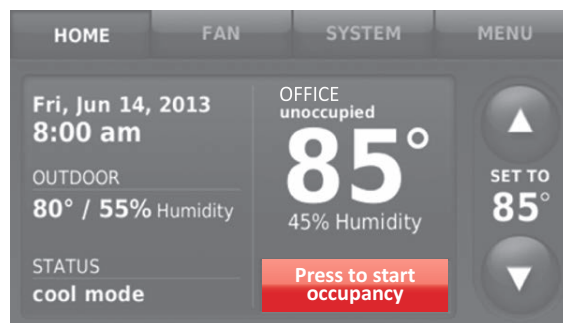 HOME FAN SYSTEM MENU
Fri, Jun 14, 2013
8:00 am
OUTDOOR
80° / 55% Humidity
STATUS
cool mode
OFFICE
unoccupied
85°
45% Humidity
Press to start
occupancy
SET TO
85°